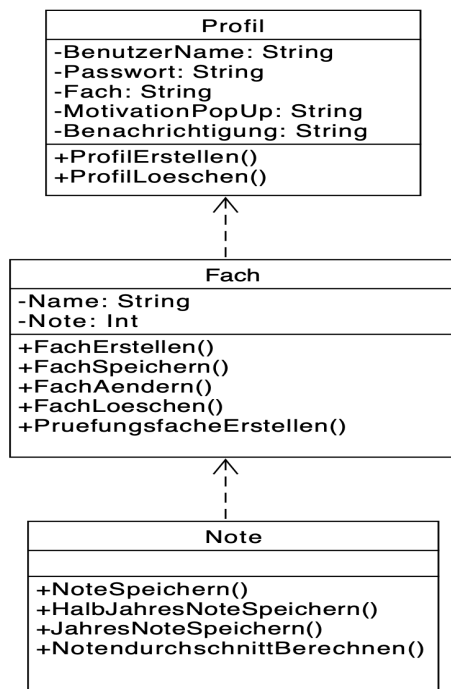 Profil
-BenutzerName: String
-Passwort: String
-Fach: String
-MotivationPopUp: String
-Benachrichtigung: String
+ProfilErstellen()
+ProfilLoeschen()
Fach
-Name: String
-Note: Int
+FachErstellen()
+FachSpeichern()
+FachAendern()
+FachLoeschen()
+PruefungsfacheErstellen()
Note
+NoteSpeichern()
+HalbJahresNoteSpeichern()
+JahresNoteSpeichern()
+NotendurchschnittBerechnen()